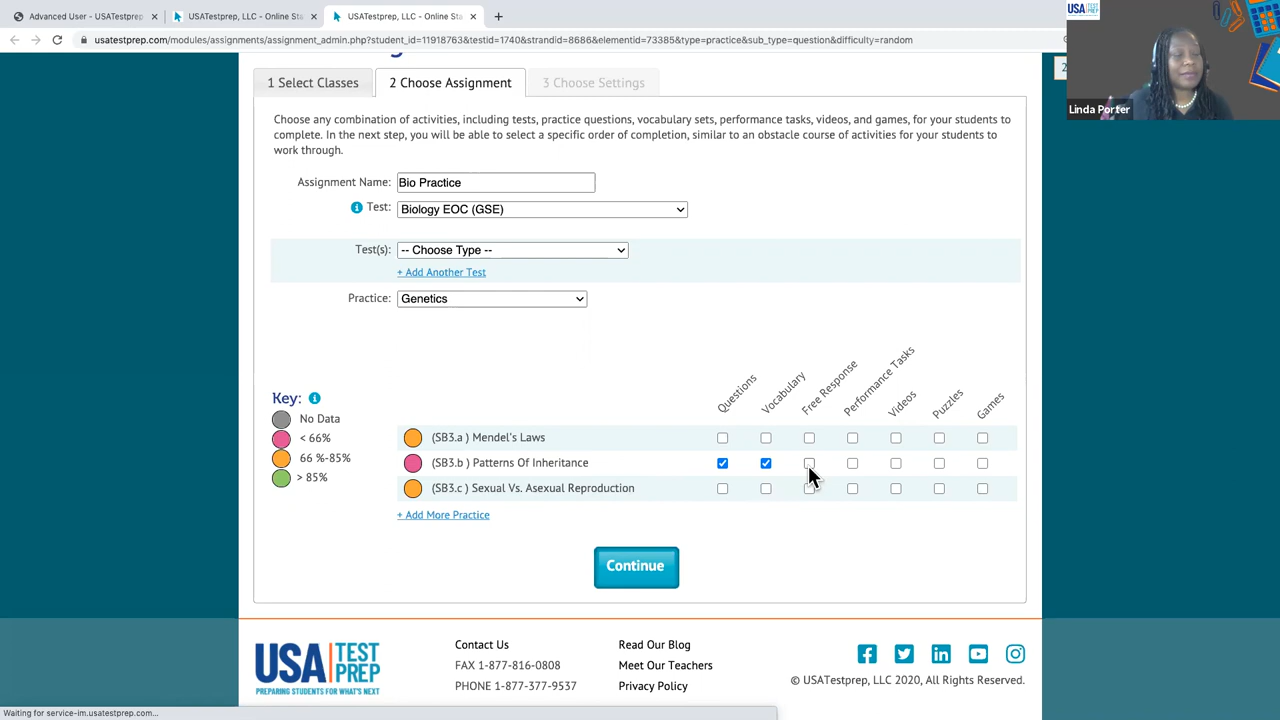 Advanced User - USATestprep
USATestprep, LLC - Online Sta
USATestprep, LLC - Online Sta
usatestprep.com/modules/assignments/assignment_admin.php?student_id=11918763&testid=1740&strand=18086&element=73385&type=practice&sub_type=question&difficulty=random
USA TEST PREP
Linda Porter
1 Select Classes
2 Choose Assignment
3 Choose Settings
Choose any combination of activities, including tests, practice questions, vocabulary sets, performance tasks, videos, and games, for your students to
complete. In the next step, you will be able to select a specific order of completion, similar to an obstacle course of activities for your students to
work through.
Assignment Name: Bio Practice
Test: Biology EOC (GSE)
Test(s): -- Choose Type --
+ Add Another Test
Practice: Genetics
Questions
Vocabulary
Free Response
Performance Tasks
Videos
Puzzles
Games
Key:
No Data
< 66%
66 %-85%
> 85%
(SB3.a ) Mendel's Laws
(SB3.b ) Patterns Of Inheritance
(SB3.c ) Sexual Vs. Asexual Reproduction
+ Add More Practice
Continue
USA TEST
PREP
PREPARING STUDENTS FOR WHAT'S NEXT
Contact Us
FAX 1-877-816-0808
PHONE 1-877-377-9537
Read Our Blog
Meet Our Teachers
Privacy Policy
© USATestprep, LLC 2020, All Rights Reserved.
Waiting for service-im.usatestprep.com...